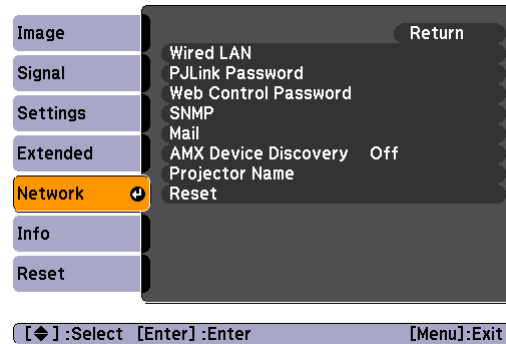 Image
Signal
Settings
Extended
Network
Info
Reset
Return
Wired LAN
PJLink Password
Web Control Password
SNMP
Mail
AMX Device Discovery Off
Projector Name
Reset
[◆] :Select [Enter] :Enter [Menu]:Exit